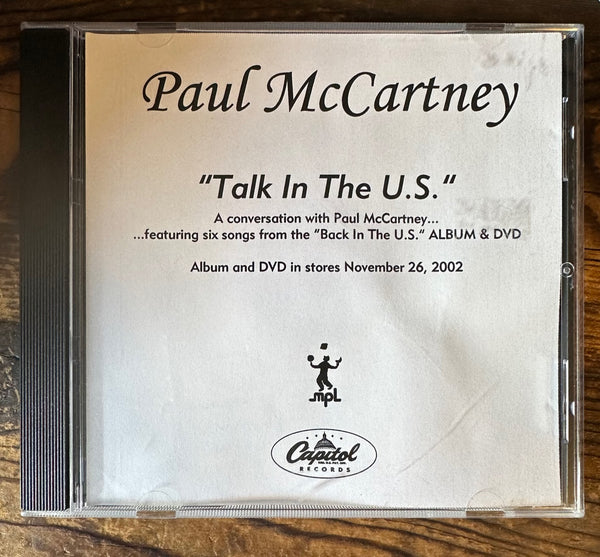 Paul McCartney
"Talk In The U.S."
A conversation with Paul McCartney...
...featuring six songs from the "Back In The U.S." ALBUM & DVD
Album and DVD in stores November 26, 2002
mpl
Capitol
RECORDS